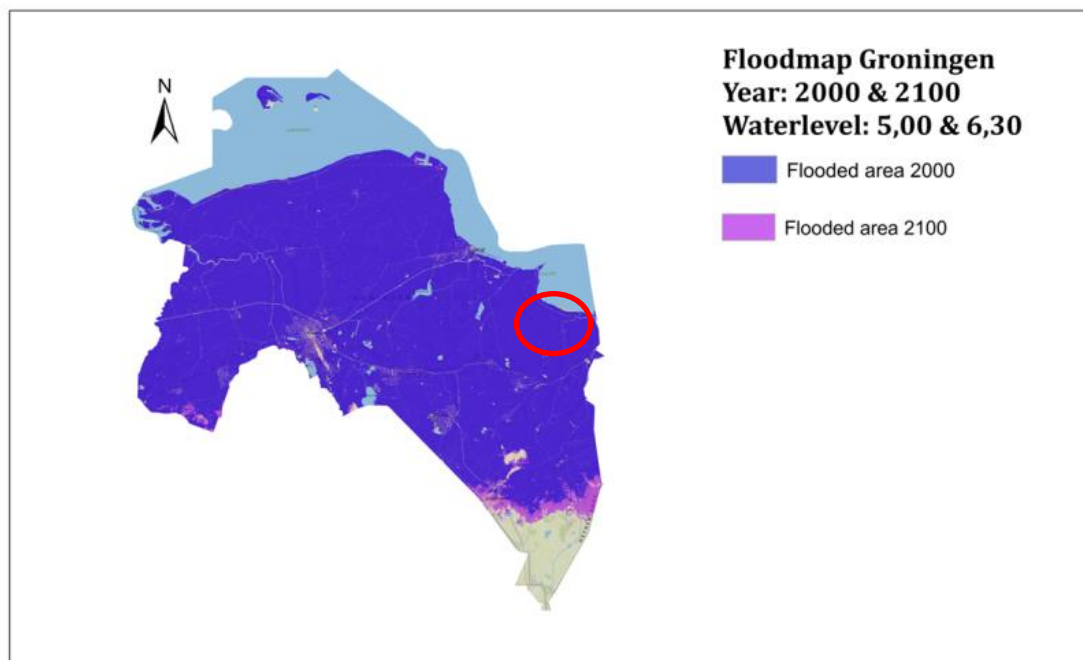 Floodmap Groningen
Year: 2000 & 2100
Waterlevel: 5,00 & 6,30
N
Flooded area 2000
Flooded area 2100